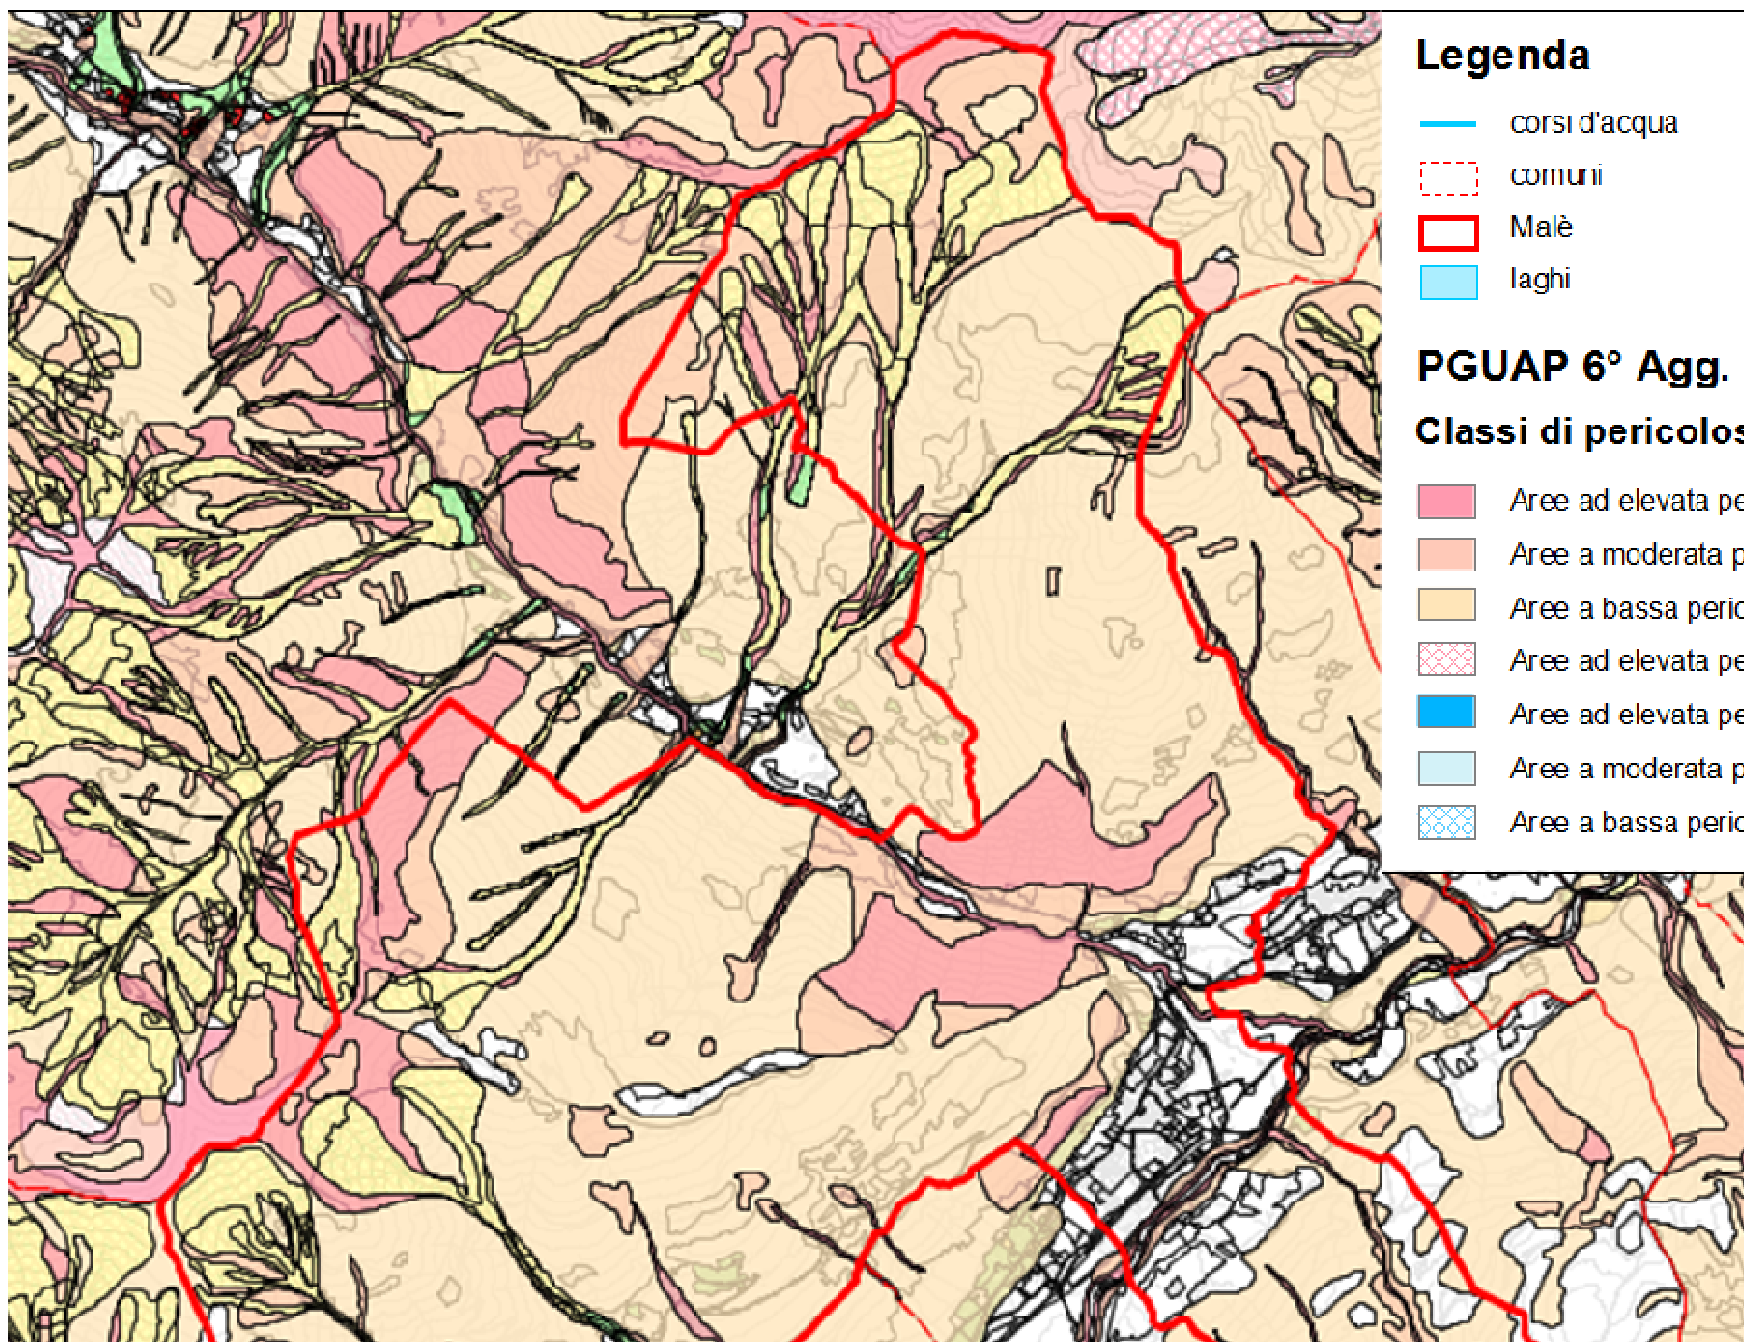 Legenda
corsi d'acqua
comuni
Malè
laghi
PGUAP 6° Agg.
Classi di pericolos
Aree ad elevata pe
Aree a moderata p
Aree a bassa peric
Aree ad elevata pe
Aree ad elevata pe
Aree a moderata p
Aree a bassa peric